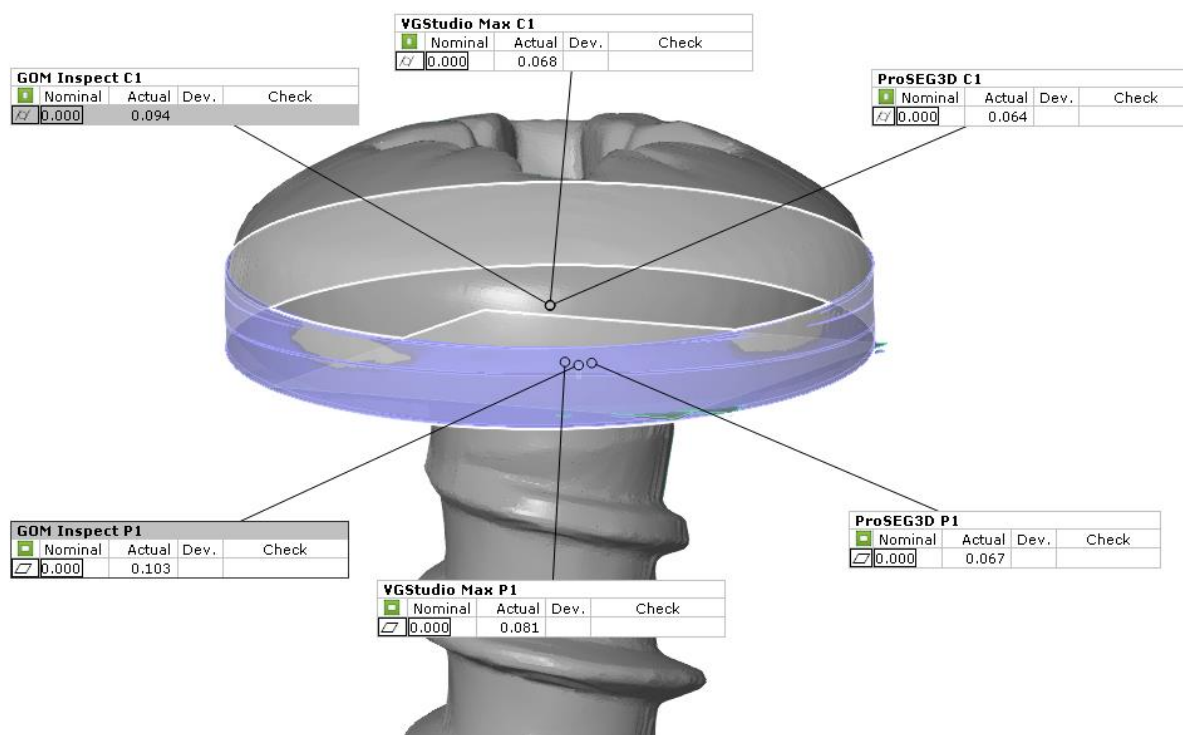 VGStudio Max C1
Nominal Actual Dev. Check
0.000 0.068
GOM Inspect C1
Nominal Actual Dev. Check
0.000 0.094
ProSEG3D C1
Nominal Actual Dev. Check
0.000 0.064
GOM Inspect P1
Nominal Actual Dev. Check
0.000 0.103
ProSEG3D P1
Nominal Actual Dev. Check
0.000 0.067
VGStudio Max P1
Nominal Actual Dev. Check
0.000 0.081